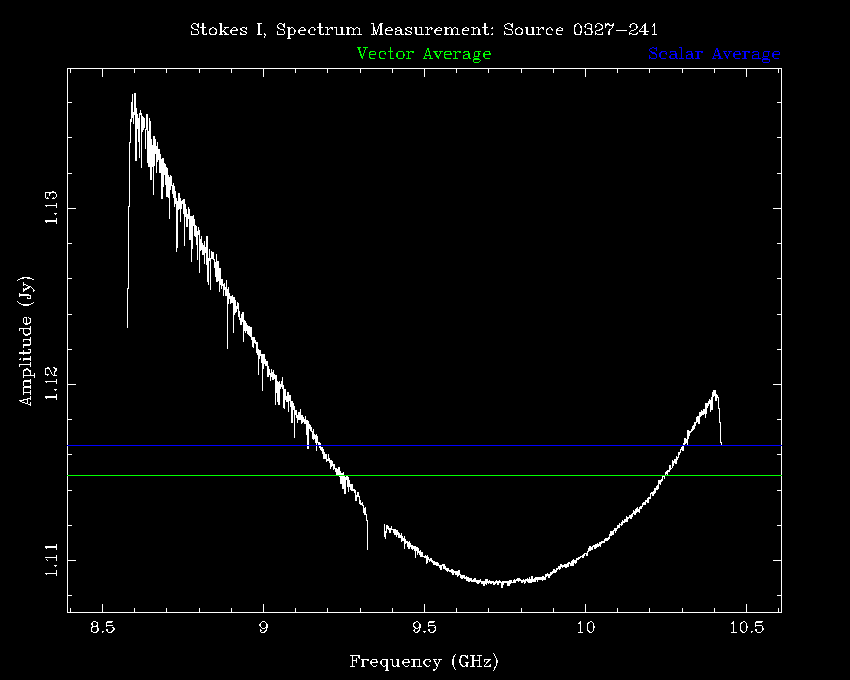 Stokes I, Spectrum Measurement: Source 0327-241
Vector Average Scalar Average
1.13
1.12
1.11
Amplitude (Jy)
8.5 9 9.5 10 10.5
Frequency (GHz)